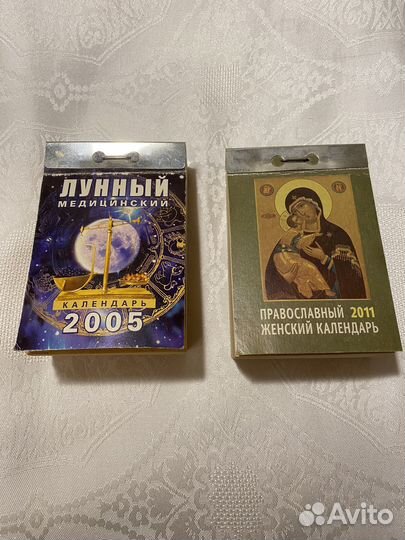 ЛУННЫЙ
МЕДИЦИНСКИЙ
КАЛЕНДАРЬ
2005
ПРАВОСЛАВНЫЙ 2011
ЖЕНСКИЙ КАЛЕНДАРЬ
Avito